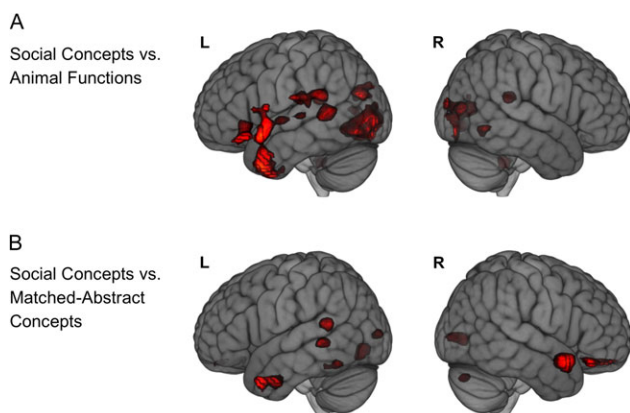 A
Social Concepts vs.
Animal Functions
L
R
B
Social Concepts vs.
Matched-Abstract
Concepts
L
R